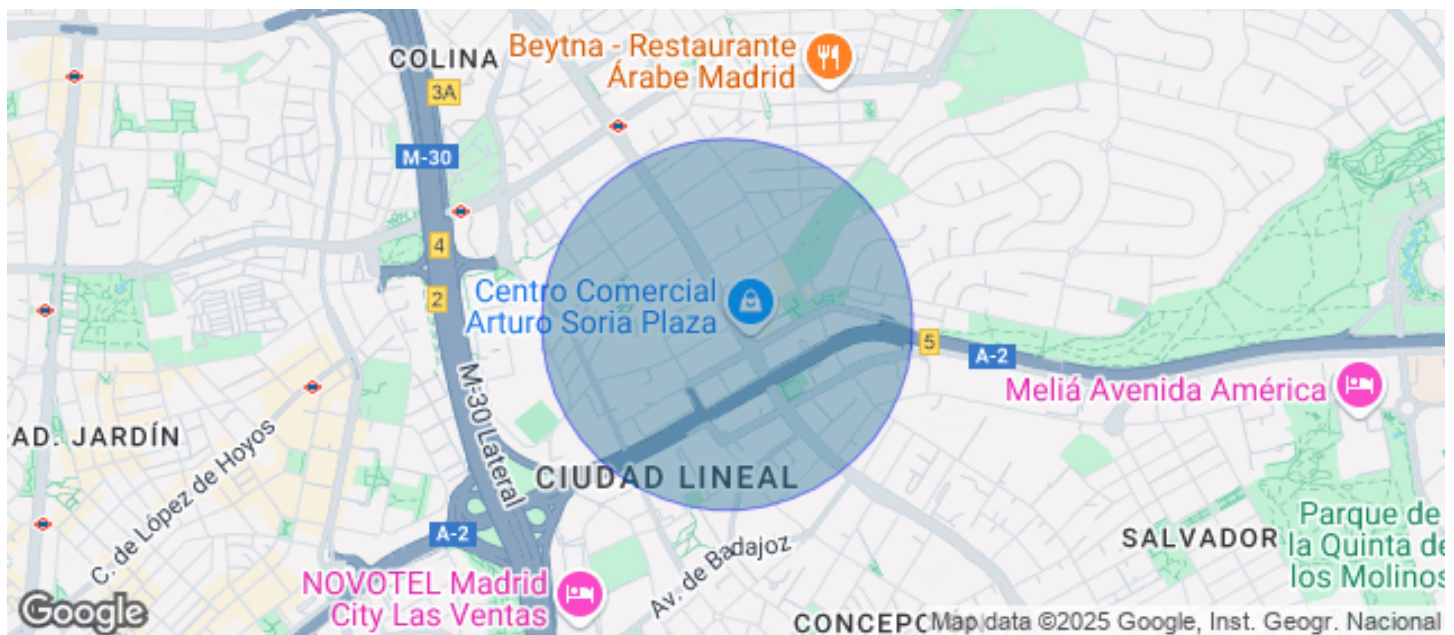 COLINA
Beytna - Restaurante
Árabe Madrid
3A
M-30
4
2
Centro Comercial
Arturo Soria Plaza
5
A-2
Meliá Avenida América
M-30 Lateral
AD. JARDÍN
C. de López de Hoyos
CIUDAD LINEAL
A-2
SALVADOR
Parque de
la Quinta de
los Molinos
Av. de Badajoz
NOVOTEL Madrid
City Las Ventas
Google
CONCEPC
Map data ©2025 Google, Inst. Geogr. Nacional